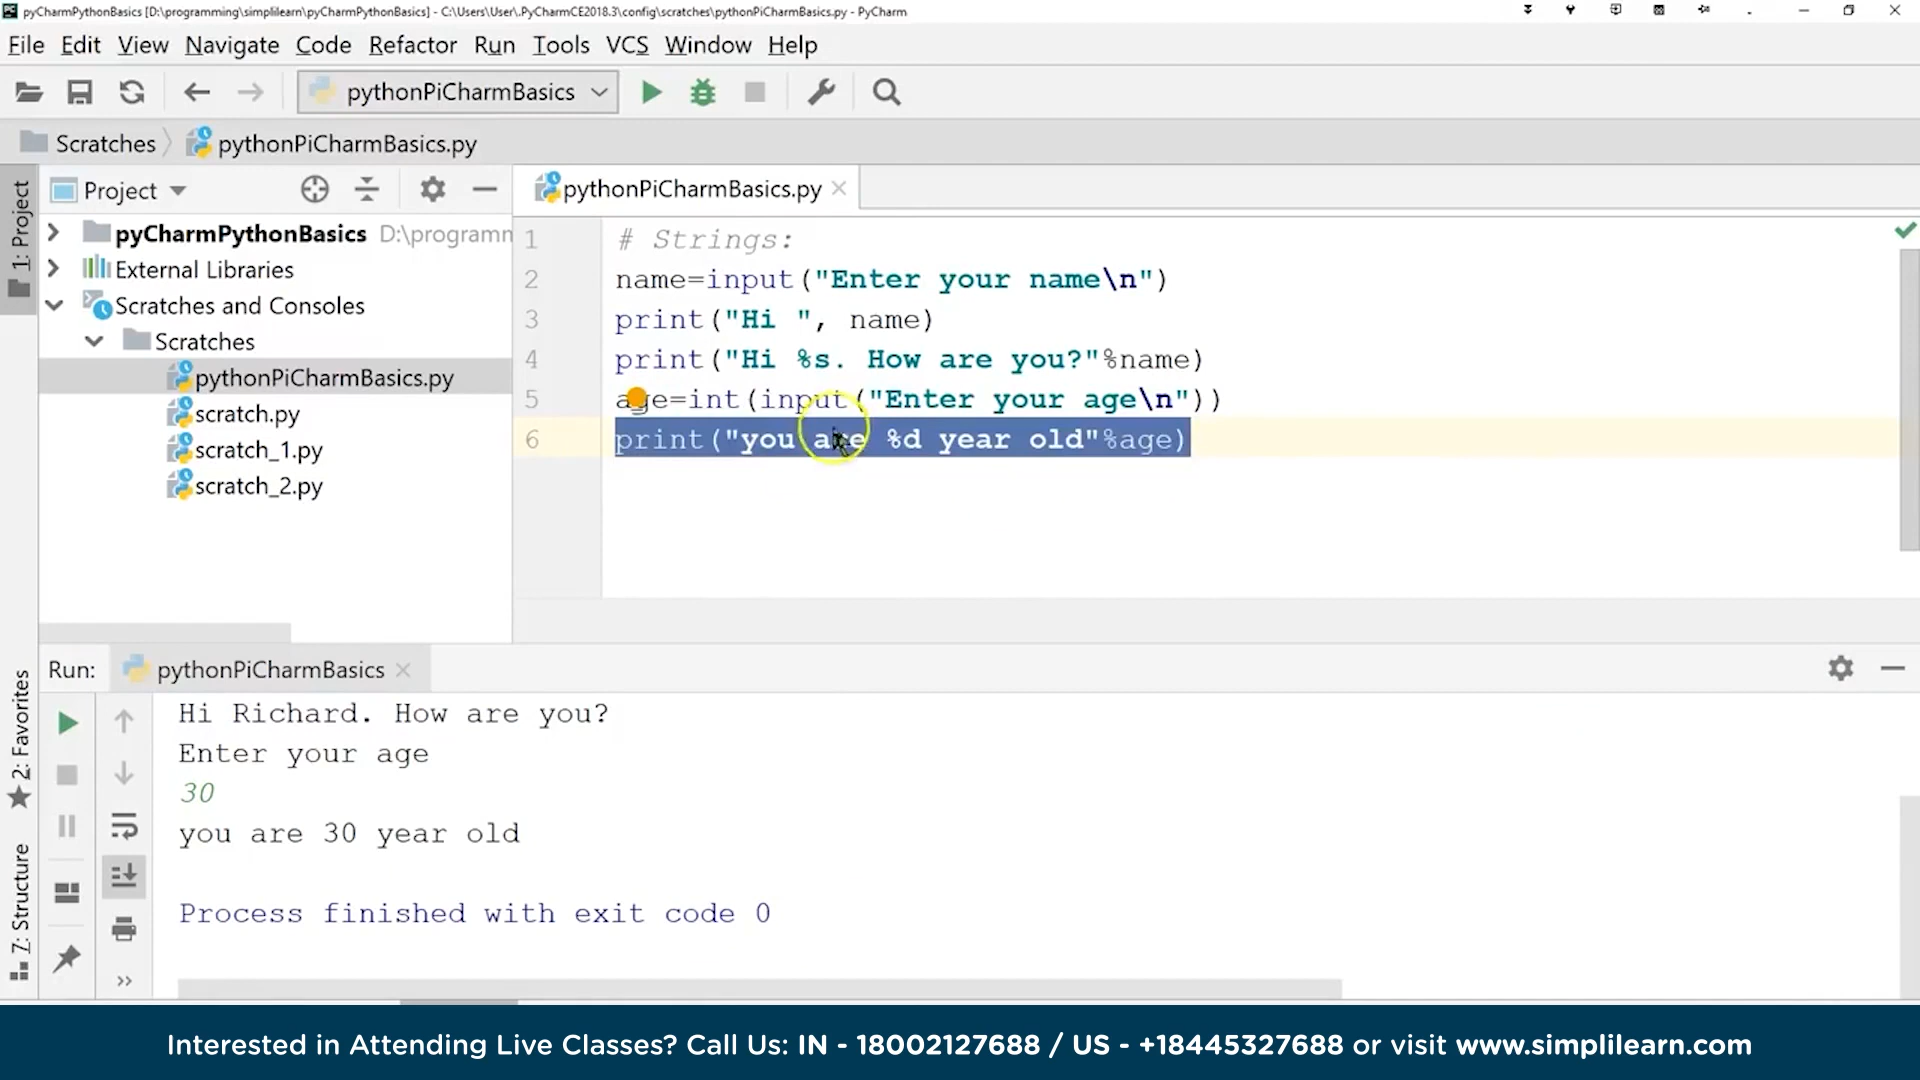 pyCharmPythonBasics [D:\programming\simplilearn\pyCharmPythonBasics] - C:\Users\User\.PyCharmCE2018.3\config\scratches\pythonPiCharmBasics.py - PyCharm
File Edit View Navigate Code Refactor Run Tools VCS Window Help
pythonPiCharmBasics
Scratches pythonPiCharmBasics.py
1: Project
Project
pyCharmPythonBasics D:\programm
External Libraries
Scratches and Consoles
Scratches
pythonPiCharmBasics.py
scratch.py
scratch_1.py
scratch_2.py
pythonPiCharmBasics.py
1 # Strings:
2 name=input("Enter your name\n")
3 print("Hi ", name)
4 print("Hi %s. How are you?"%name)
5 age=int(input("Enter your age\n"))
6 print("you are %d year old"%age)
2: Favorites
7: Structure
Run: pythonPiCharmBasics
Hi Richard. How are you?
Enter your age
30
you are 30 year old
Process finished with exit code 0
Interested in Attending Live Classes? Call Us: IN - 18002127688 / US - +18445327688 or visit www.simplilearn.com